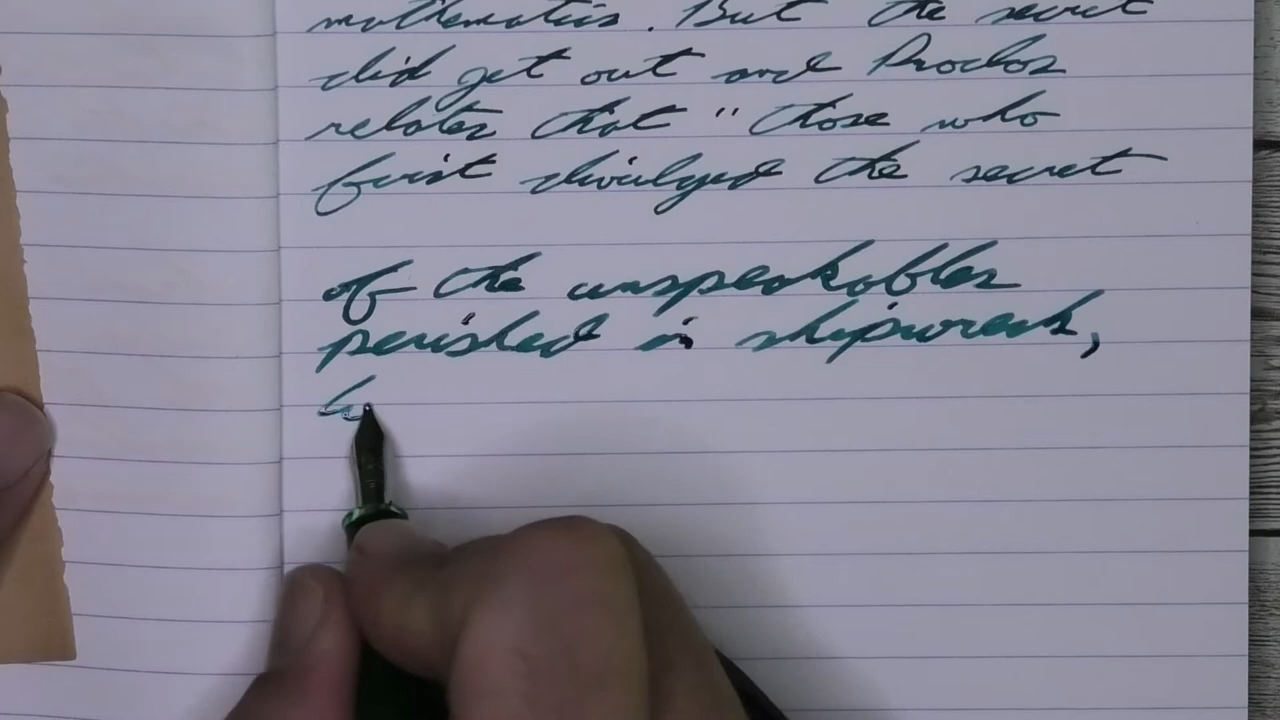 mathematics. But the secret
did get out and Proclos
relates that "those who
first divulged the secret
of the unspeakables
perished in shipwreck,